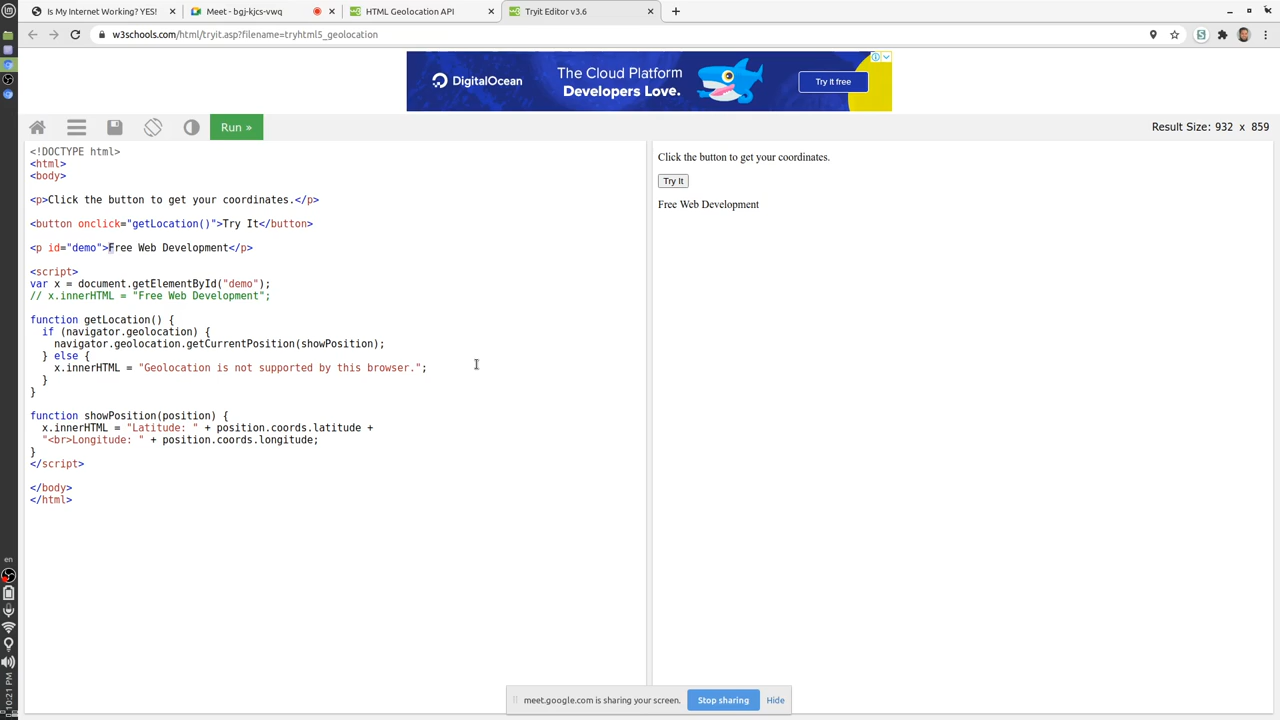 Is My Internet Working? YES!
Meet - bgj-kjcs-vwq
HTML Geolocation API
Tryit Editor v3.6
w3schools.com/html/tryit.asp?filename=tryhtml5_geolocation
DigitalOcean
The Cloud Platform
Developers Love.
Try it free
Run »
Result Size: 932 x 859
<!DOCTYPE html>
<html>
<body>
<p>Click the button to get your coordinates.</p>
<button onclick="getLocation()">Try It</button>
<p id="demo">Free Web Development</p>
<script>
var x = document.getElementById("demo");
// x.innerHTML = "Free Web Development";
function getLocation() {
if (navigator.geolocation) {
navigator.geolocation.getCurrentPosition(showPosition);
} else {
x.innerHTML = "Geolocation is not supported by this browser.";
}
}
function showPosition(position) {
x.innerHTML = "Latitude: " + position.coords.latitude +
"<br>Longitude: " + position.coords.longitude;
}
</script>
</body>
</html>
Click the button to get your coordinates.
Try It
Free Web Development
en
10:21 PM
meet.google.com is sharing your screen.
Stop sharing
Hide